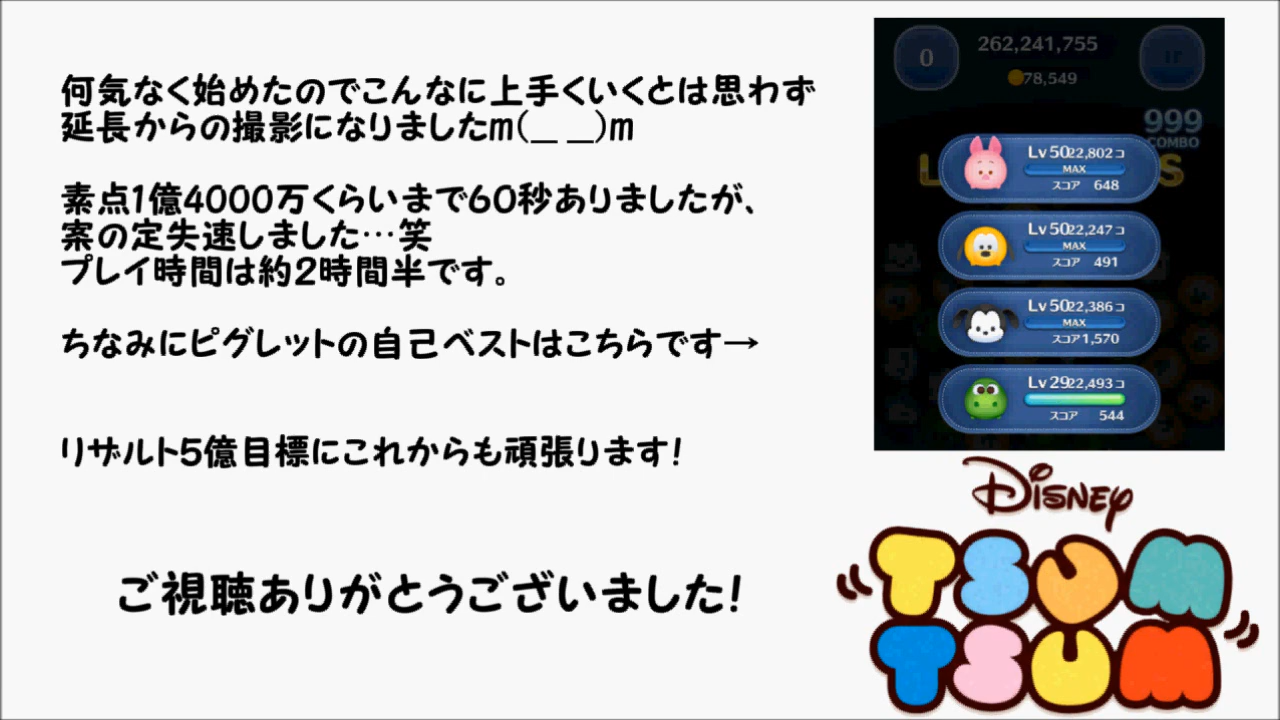 何気なく始めたのでこんなに上手くいくとは思わず
延長からの撮影になりましたm(__ __)m
素点1億4000万くらいまで60秒ありましたが、
案の定失速しました…笑
プレイ時間は約2時間半です。
ちなみにピグレットの自己ベストはこちらです→
リザルト5億目標にこれからも頑張ります!
ご視聴ありがとうございました!
0
262,241,755
78,549
999
COMBO
Lv 50 22,802コ
MAX
スコア 648
Lv 50 22,247コ
MAX
スコア 491
Lv 50 22,386コ
MAX
スコア 1,570
Lv 29 22,493コ
スコア 544
DISNEY
TSUM
TSUM